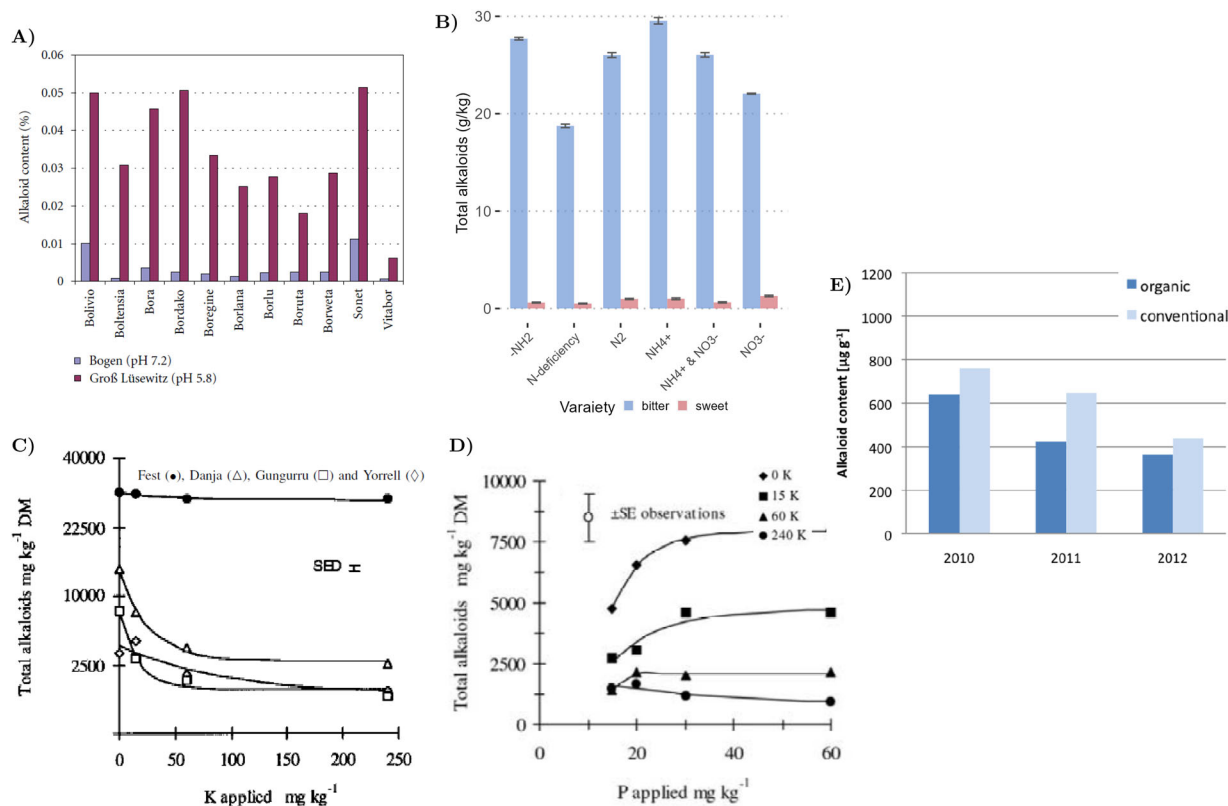 A)
0.06
0.05
0.04
0.03
0.02
0.01
0
Alkaloid content (%)
Bolivio
Boltensia
Bora
Bordako
Boregine
Borlana
Borlu
Boruta
Borweta
Sonet
Vitabor
Bogen (pH 7.2)
Groß Lüsewitz (pH 5.8)
B)
30
20
10
0
Total alkaloids (g/kg)
-NH2
N-deficiency
N2
NH4+
NH4+ & NO3-
NO3-
Varaiety
bitter
sweet
C)
40000
22500
10000
2500
Total alkaloids mg kg-1 DM
Fest (●), Danja (△), Gungurru (□) and Yorrell (◇)
SED
0
50
100
150
200
250
K applied mg kg-1
D)
10000
7500
5000
2500
0
Total alkaloids mg kg-1 DM
±SE observations
0 K
15 K
60 K
240 K
0
20
40
60
P applied mg kg-1
E)
1200
1000
800
600
400
200
0
Alkaloid content [µg g-1]
organic
conventional
2010
2011
2012